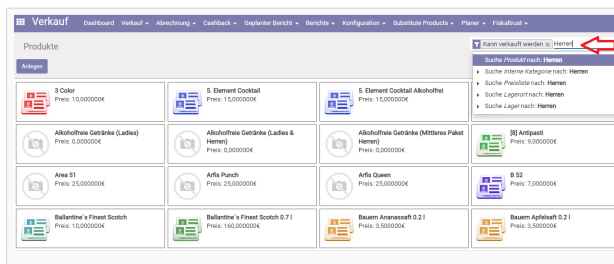 Verkauf Dashboard Verkauf Abrechnung Cashback Geplanter Bericht Berichte Konfiguration Substitute Products Planer Fiskaltrust
Produkte
Kann verkauft werden x Herren
Anlegen
Suche Produkt nach: Herren
Suche Interne Kategorie nach: Herren
Suche Preisliste nach: Herren
Suche Lagerort nach: Herren
Suche Lager nach: Herren
3 Color
Preis: 10,000000€
5. Element Cocktail
Preis: 15,000000€
5. Element Cocktail Alkoholfrei
Preis: 15,000000€
Alkoholfreie Getränke (Ladies)
Preis: 0,000000€
Alkoholfreie Getränke (Ladies &
Herren)
Preis: 0,000000€
Alkoholfreie Getränke (Mittleres Paket
Herren)
Preis: 0,000000€
[8] Antipasti
Preis: 9,000000€
Area 51
Preis: 25,000000€
Arfis Punch
Preis: 25,000000€
Arfis Queen
Preis: 25,000000€
B 52
Preis: 7,000000€
Ballantine's Finest Scotch
Preis: 10,000000€
Ballantine's Finest Scotch 0.7 l
Preis: 160,000000€
Bauern Ananassaft 0.2 l
Preis: 3,500000€
Bauern Apfelsaft 0.2 l
Preis: 3,500000€